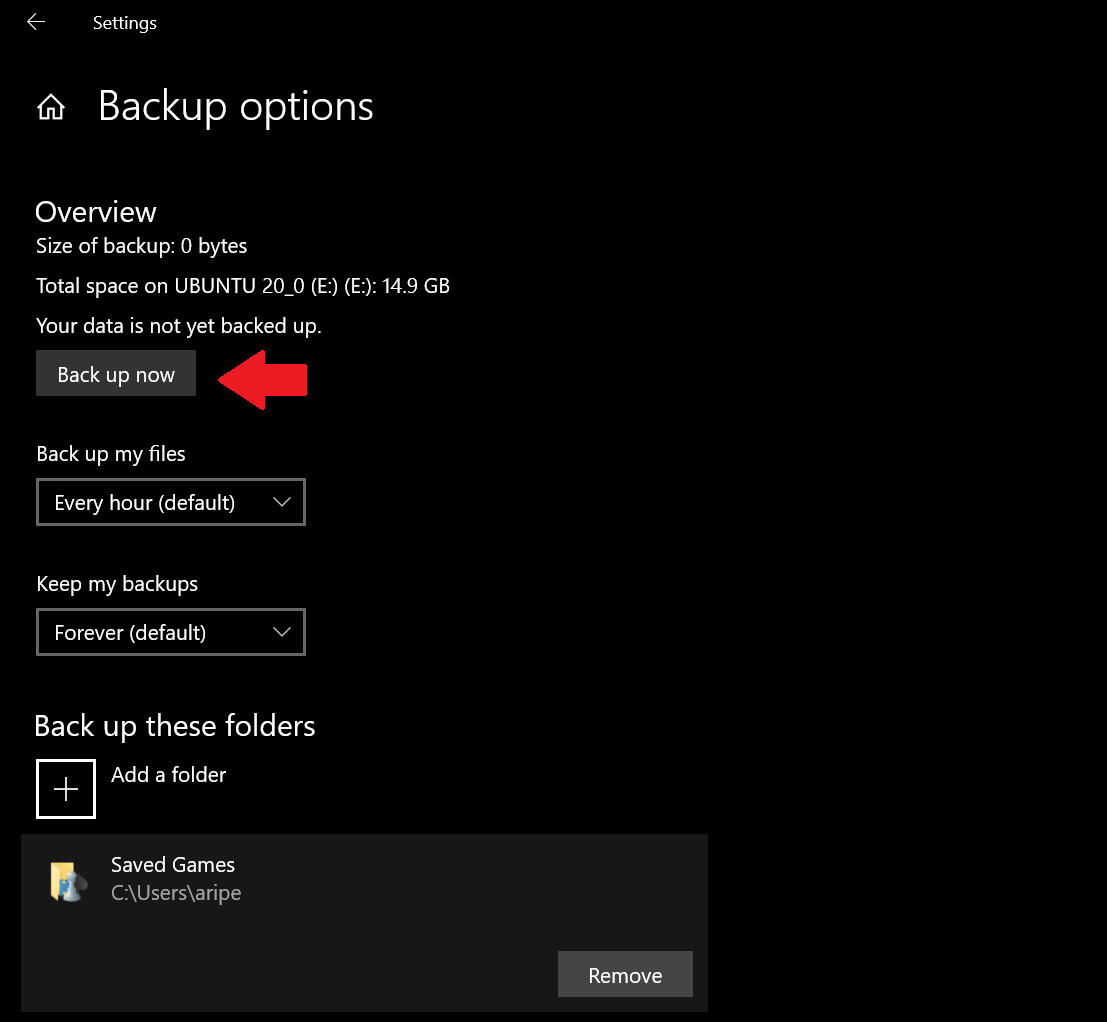 Settings
Backup options
Overview
Size of backup: 0 bytes
Total space on UBUNTU 20_0 (E:) (E:): 14.9 GB
Your data is not yet backed up.
Back up now
Back up my files
Every hour (default)
Keep my backups
Forever (default)
Back up these folders
Add a folder
Saved Games
C:\Users\aripe
Remove